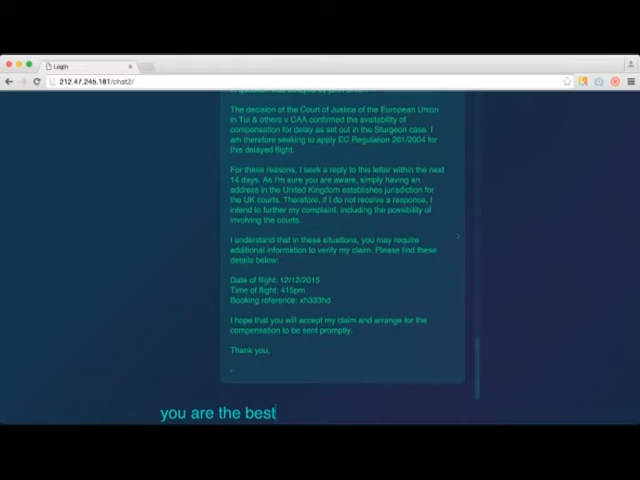 Login
212.47.245.181/chat2/
The decision of the Court of Justice of the European Union
in Tui & others v CAA confirmed the availability of
compensation for delay as set out in the Sturgeon case. I
am therefore seeking to apply EC Regulation 261/2004 for
this delayed flight.
For these reasons, I seek a reply to this letter within the next
14 days. As I'm sure you are aware, simply having an
address in the United Kingdom establishes jurisdiction for
the UK courts. Therefore, if I do not receive a response, I
intend to further my complaint, including the possibility of
involving the courts.
I understand that in these situations, you may require
additional information to verify my claim. Please find these
details below:
Date of flight: 12/12/2015
Time of flight: 415pm
Booking reference: xh333hd
I hope that you will accept my claim and arrange for the
compensation to be sent promptly.
Thank you,
you are the best